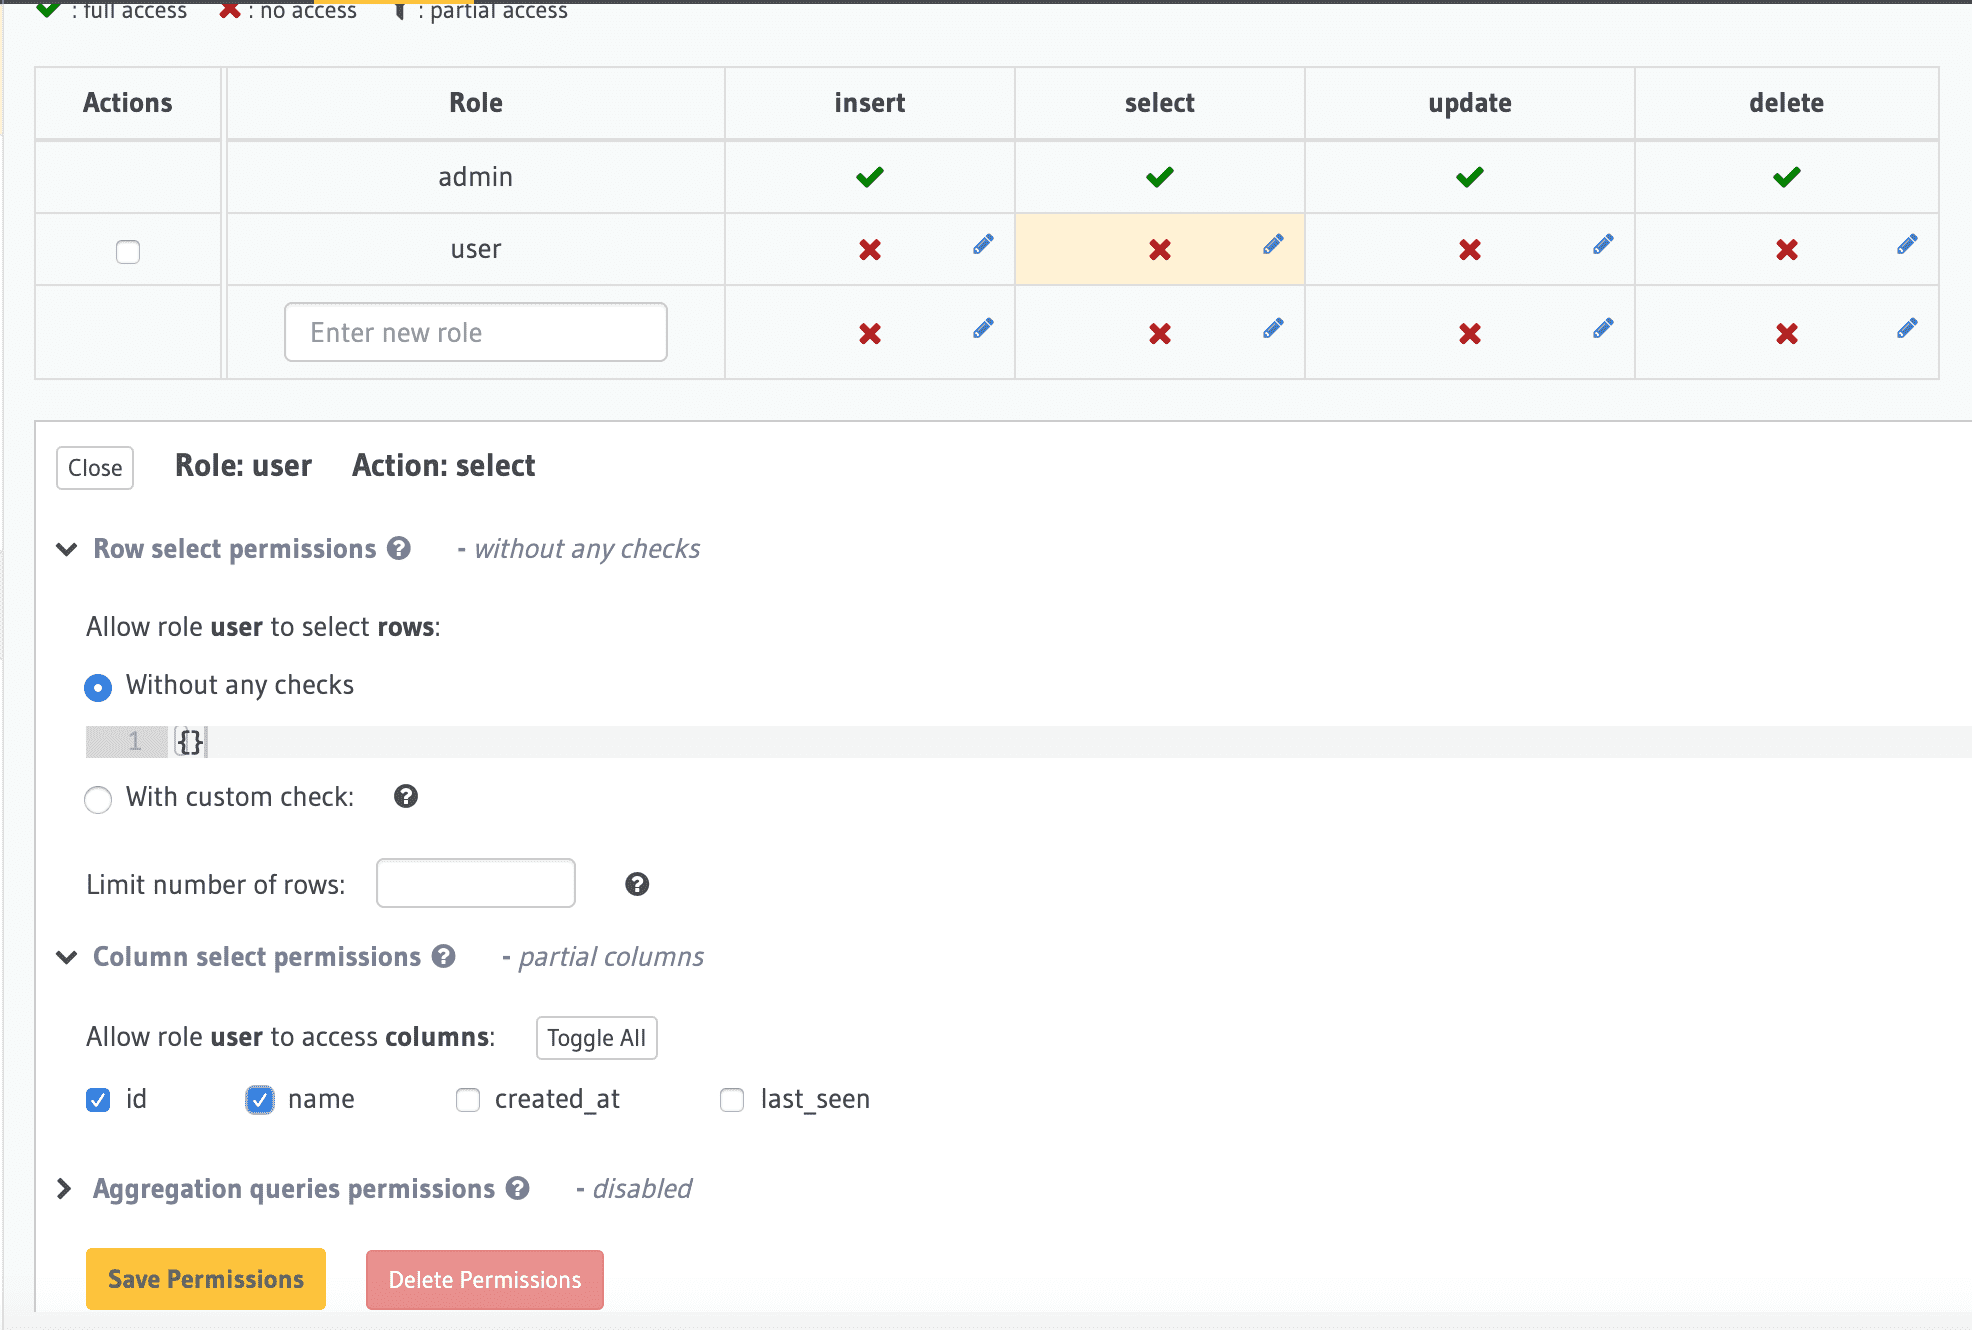 : full access : no access : partial access
Actions Role insert select update delete
admin
user
Enter new role
Close Role: user Action: select
Row select permissions - without any checks
Allow role user to select rows:
Without any checks
1 {}
With custom check:
Limit number of rows:
Column select permissions - partial columns
Allow role user to access columns: Toggle All
id name created_at last_seen
Aggregation queries permissions - disabled
Save Permissions Delete Permissions